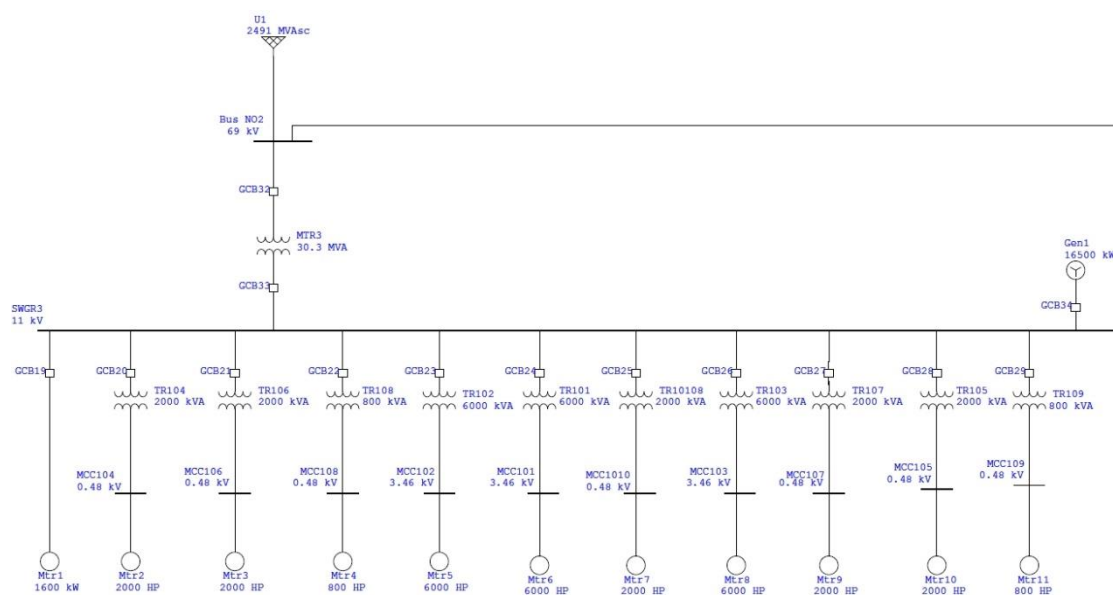 U1
2491 MVAsc
Bus NO2
69 kV
GCB32
MTR3
30.3 MVA
Gen1
16500 kW
GCB33
GCB34
SWGR3
11 kV
GCB19
GCB20
GCB21
GCB22
GCB23
GCB24
GCB25
GCB26
GCB27
GCB28
GCB29
TR104
2000 kVA
TR106
2000 kVA
TR108
800 kVA
TR102
6000 kVA
TR101
6000 kVA
TR10108
2000 kVA
TR103
6000 kVA
TR107
2000 kVA
TR105
2000 kVA
TR109
800 kVA
MCC104
0.48 kV
MCC106
0.48 kV
MCC108
0.48 kV
MCC102
3.46 kV
MCC101
3.46 kV
MCC1010
0.48 kV
MCC103
3.46 kV
MCC107
0.48 kV
MCC105
0.48 kV
MCC109
0.48 kV
Mtr1
1600 kW
Mtr2
2000 HP
Mtr3
2000 HP
Mtr4
800 HP
Mtr5
6000 HP
Mtr6
6000 HP
Mtr7
2000 HP
Mtr8
6000 HP
Mtr9
2000 HP
Mtr10
2000 HP
Mtr11
800 HP